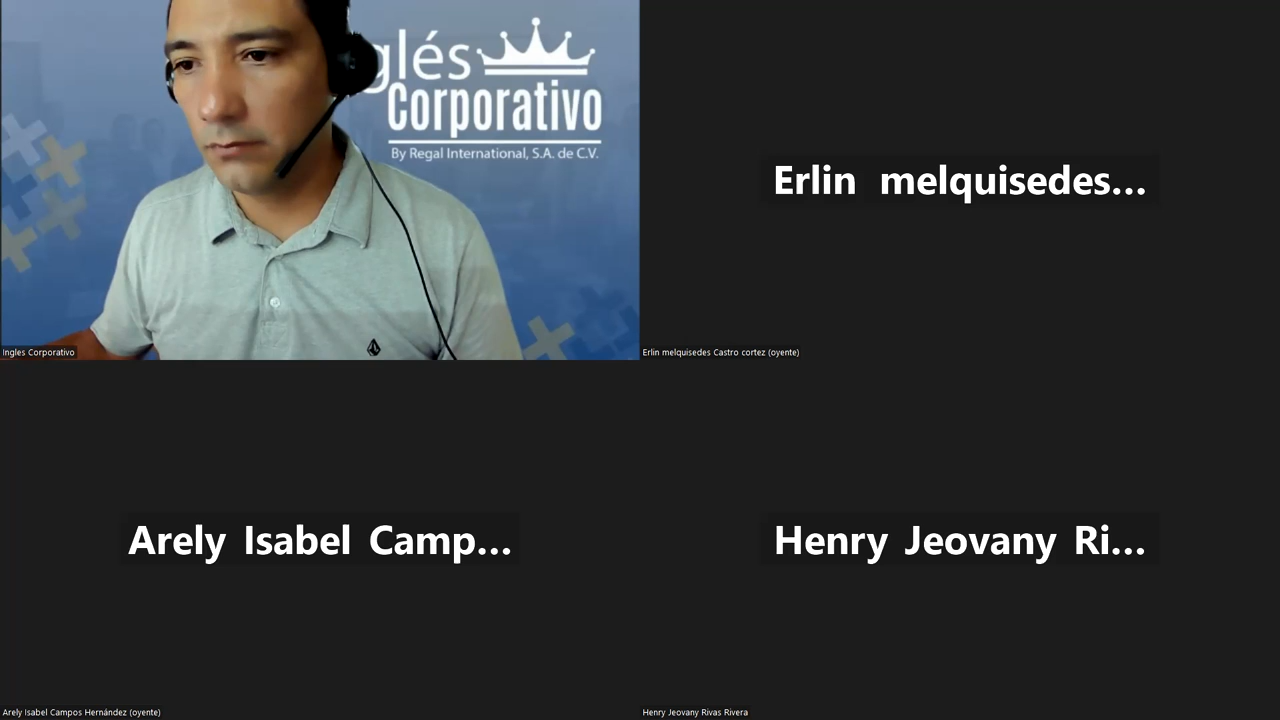 glés
Corporativo
By Regal International, S.A. de C.V.
Ingles Corporativo
Erlin melquisedes...
Erlin melquisedes Castro cortez (oyente)
Arely Isabel Camp...
Arely Isabel Campos Hernández (oyente)
Henry Jeovany Ri...
Henry Jeovany Rivas Rivera